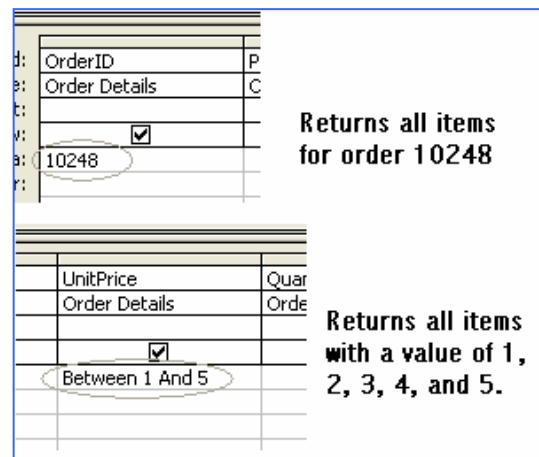 d: OrderID P
e: Order Details C
t:
w:
a: 10248
r:
Returns all items
for order 10248
UnitPrice Quar
Order Details Orde
Between 1 And 5
Returns all items
with a value of 1,
2, 3, 4, and 5.